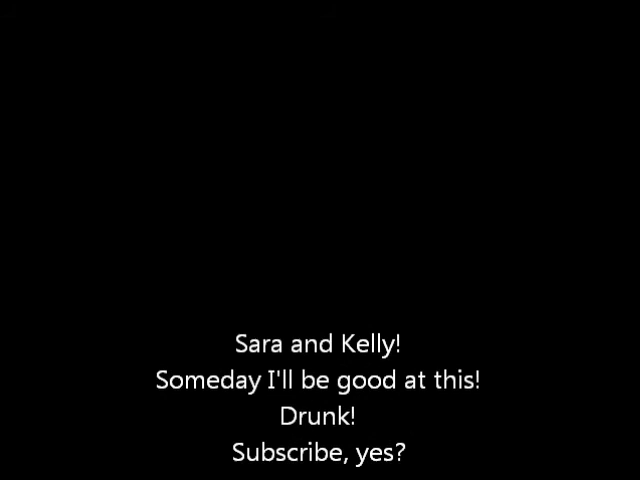 Sara and Kelly!
Someday I'll be good at this!
Drunk!
Subscribe, yes?